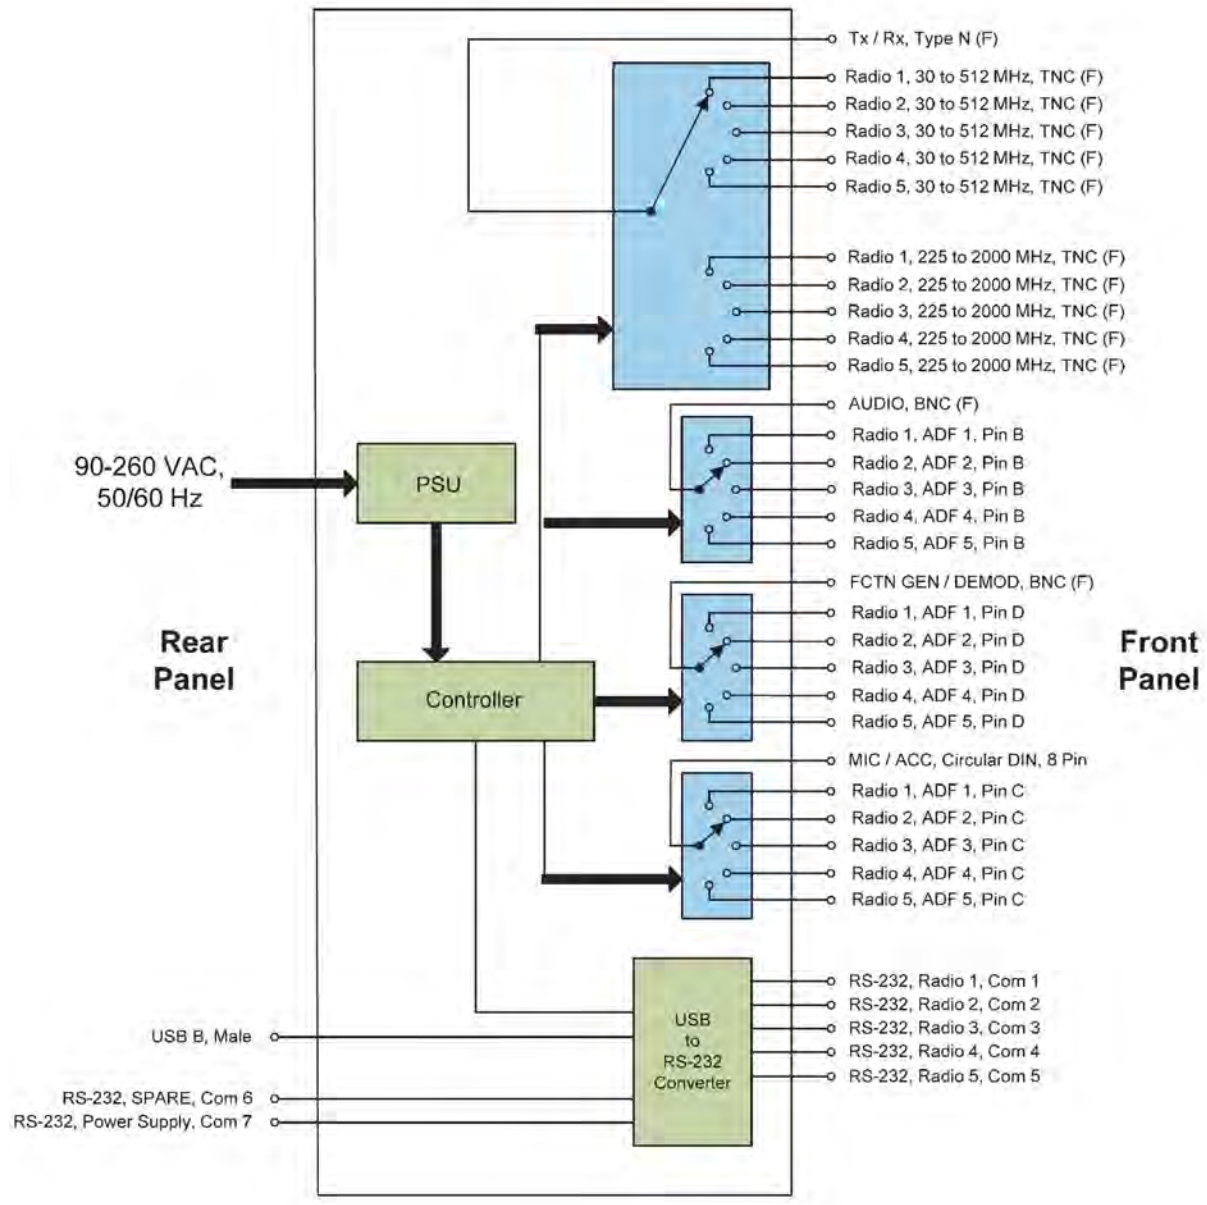 Tx / Rx, Type N (F)
Radio 1, 30 to 512 MHz, TNC (F)
Radio 2, 30 to 512 MHz, TNC (F)
Radio 3, 30 to 512 MHz, TNC (F)
Radio 4, 30 to 512 MHz, TNC (F)
Radio 5, 30 to 512 MHz, TNC (F)
Radio 1, 225 to 2000 MHz, TNC (F)
Radio 2, 225 to 2000 MHz, TNC (F)
Radio 3, 225 to 2000 MHz, TNC (F)
Radio 4, 225 to 2000 MHz, TNC (F)
Radio 5, 225 to 2000 MHz, TNC (F)
AUDIO, BNC (F)
Radio 1, ADF 1, Pin B
Radio 2, ADF 2, Pin B
Radio 3, ADF 3, Pin B
Radio 4, ADF 4, Pin B
Radio 5, ADF 5, Pin B
90-260 VAC,
50/60 Hz
PSU
FCTN GEN / DEMOD, BNC (F)
Radio 1, ADF 1, Pin D
Radio 2, ADF 2, Pin D
Radio 3, ADF 3, Pin D
Radio 4, ADF 4, Pin D
Radio 5, ADF 5, Pin D
Rear
Panel
Controller
Front
Panel
MIC / ACC, Circular DIN, 8 Pin
Radio 1, ADF 1, Pin C
Radio 2, ADF 2, Pin C
Radio 3, ADF 3, Pin C
Radio 4, ADF 4, Pin C
Radio 5, ADF 5, Pin C
USB
to
RS-232
Converter
RS-232, Radio 1, Com 1
RS-232, Radio 2, Com 2
RS-232, Radio 3, Com 3
RS-232, Radio 4, Com 4
RS-232, Radio 5, Com 5
USB B, Male
RS-232, SPARE, Com 6
RS-232, Power Supply, Com 7